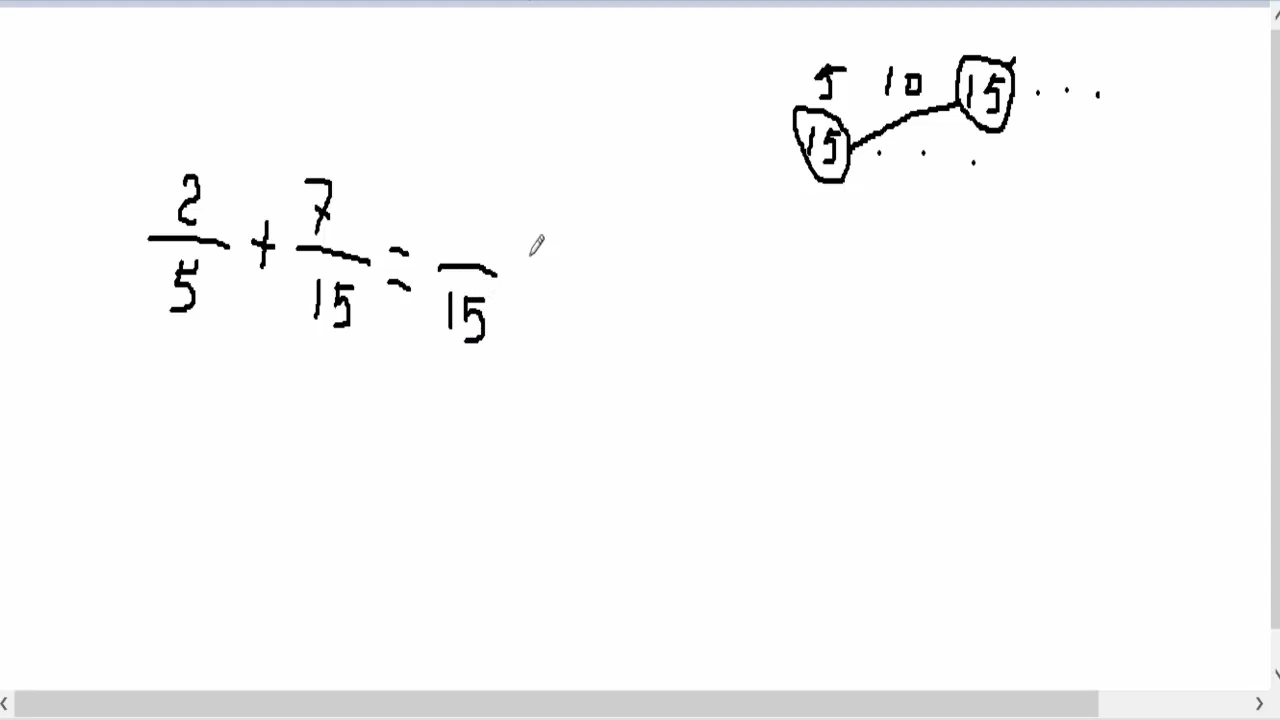 5 10 15 . . .
15 . . .
2/5 + 7/15 = /15